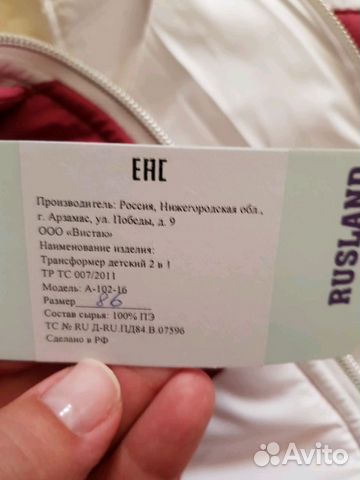 ЕАС
Производитель: Россия, Нижегородская обл.,
г. Арзамас, ул. Победы, д. 9
ООО «Вистак»
Наименование изделия:
Трансформер детский 2 в 1
ТР ТС 007/2011
Модель: А-102-16
Размер 86
Состав сырья: 100% ПЭ
ТС № RU Д-RU.ПД84.В.07596
Сделано в РФ
RUSLAND
Avito